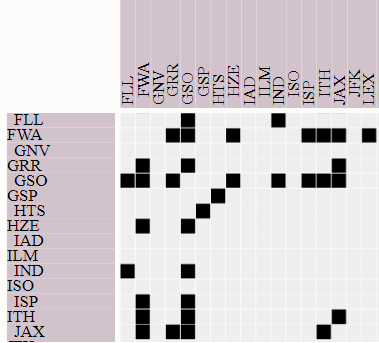 FLL FWA GNV GRR GSO GSP HTS HZE IAD ILM IND ISO ISP ITH JAX JFK LEX
FLL
FWA
GNV
GRR
GSO
GSP
HTS
HZE
IAD
ILM
IND
ISO
ISP
ITH
JAX